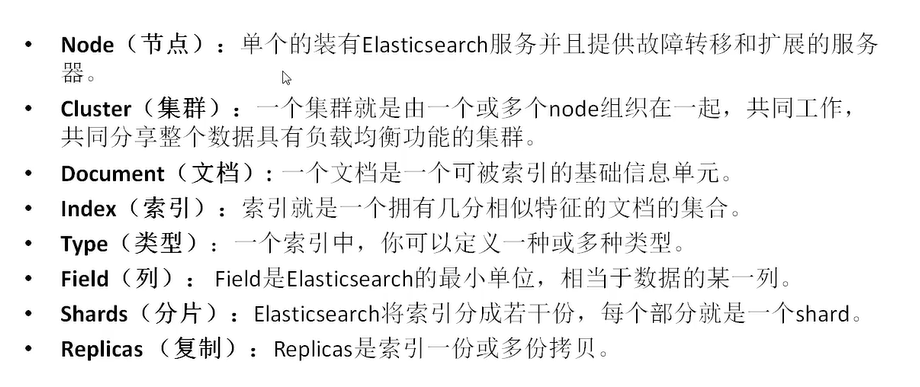 • Node（节点）：单个的装有Elasticsearch服务并且提供故障转移和扩展的服务
器。
• Cluster（集群）：一个集群就是由一个或多个node组织在一起，共同工作，
共同分享整个数据具有负载均衡功能的集群。
• Document（文档）：一个文档是一个可被索引的基础信息单元。
• Index（索引）：索引就是一个拥有几分相似特征的文档的集合。
• Type（类型）：一个索引中，你可以定义一种或多种类型。
• Field（列）：Field是Elasticsearch的最小单位，相当于数据的某一列。
• Shards（分片）：Elasticsearch将索引分成若干份，每个部分就是一个shard。
• Replicas （复制）：Replicas是索引一份或多份拷贝。